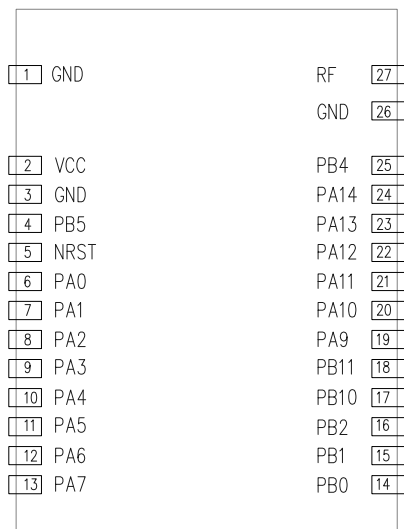 1 GND RF 27
GND 26
2 VCC PB4 25
3 GND PA14 24
4 PB5 PA13 23
5 NRST PA12 22
6 PA0 PA11 21
7 PA1 PA10 20
8 PA2 PA9 19
9 PA3 PB11 18
10 PA4 PB10 17
11 PA5 PB2 16
12 PA6 PB1 15
13 PA7 PB0 14